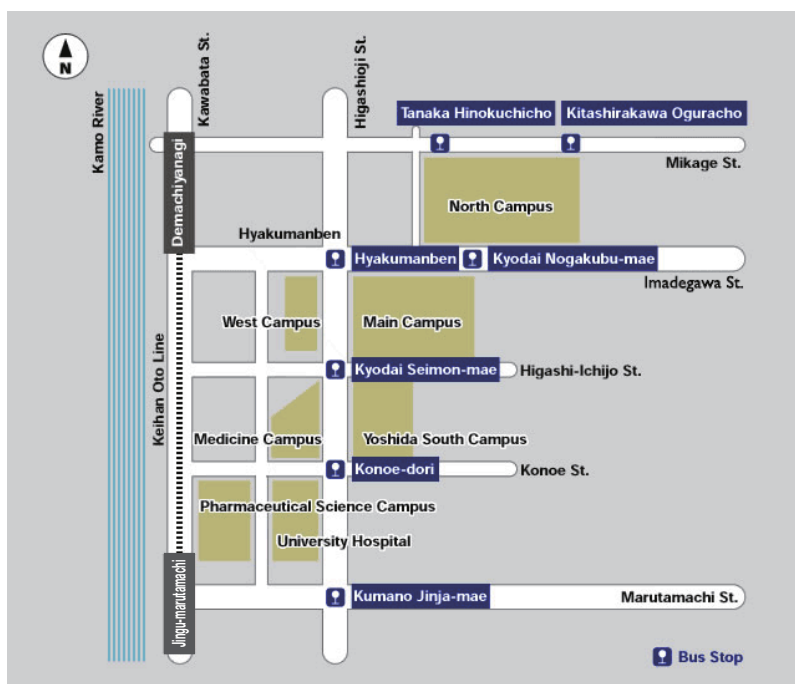 N
Kamo River
Kawabata St.
Higashioji St.
Tanaka Hinokuchicho
Kitashirakawa Oguracho
Mikage St.
Demachiyanagi
North Campus
Hyakumanben
Hyakumanben
Kyodai Nogakubu-mae
Imadegawa St.
West Campus
Main Campus
Keihan Oto Line
Kyodai Seimon-mae
Higashi-Ichijo St.
Medicine Campus
Yoshida South Campus
Konoe-dori
Konoe St.
Pharmaceutical Science Campus
University Hospital
Jingu-marutamachi
Kumano Jinja-mae
Marutamachi St.
Bus Stop